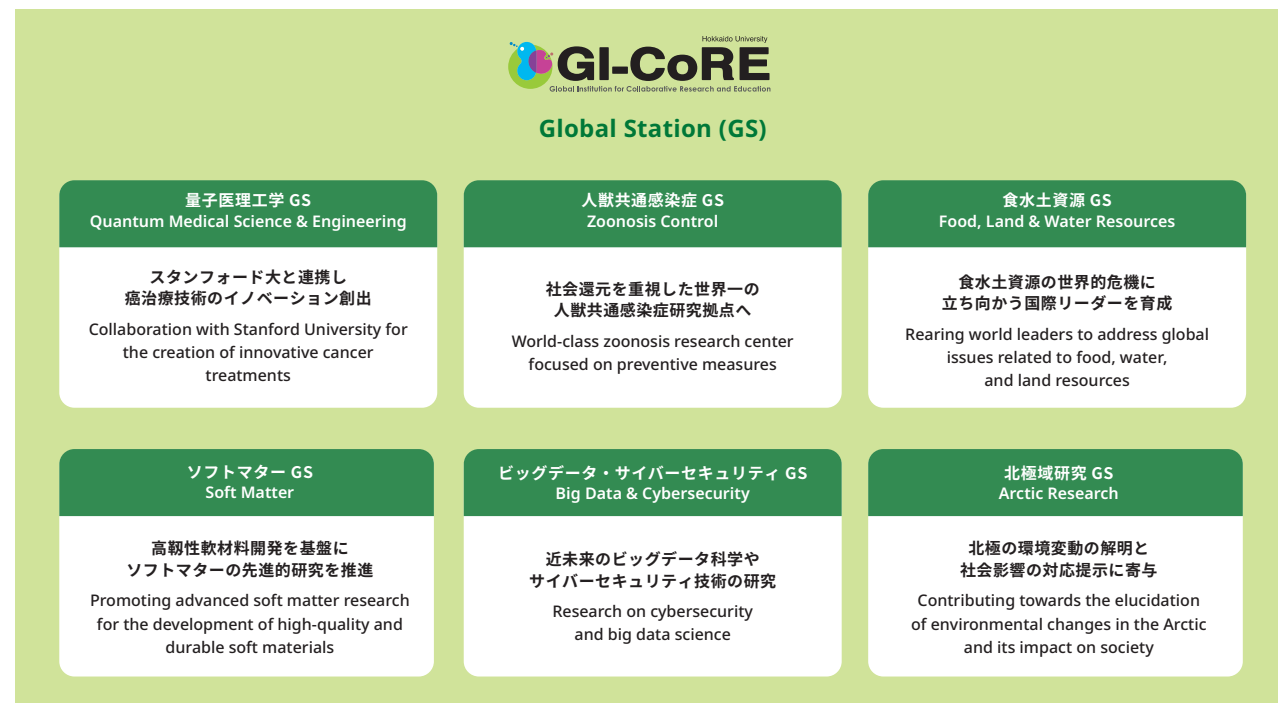 Hokkaido University
GI-CoRE
Global Institution for Collaborative Research and Education
Global Station (GS)
量子医理工学 GS
Quantum Medical Science & Engineering
スタンフォード大と連携し
癌治療技術のイノベーション創出
Collaboration with Stanford University for
the creation of innovative cancer
treatments
人獣共通感染症 GS
Zoonosis Control
社会還元を重視した世界一の
人獣共通感染症研究拠点へ
World-class zoonosis research center
focused on preventive measures
食水土資源 GS
Food, Land & Water Resources
食水土資源の世界的危機に
立ち向かう国際リーダーを育成
Rearing world leaders to address global
issues related to food, water,
and land resources
ソフトマター GS
Soft Matter
高靱性軟材料開発を基盤に
ソフトマターの先進的研究を推進
Promoting advanced soft matter research
for the development of high-quality and
durable soft materials
ビッグデータ・サイバーセキュリティ GS
Big Data & Cybersecurity
近未来のビッグデータ科学や
サイバーセキュリティ技術の研究
Research on cybersecurity
and big data science
北極域研究 GS
Arctic Research
北極の環境変動の解明と
社会影響の対応提示に寄与
Contributing towards the elucidation
of environmental changes in the Arctic
and its impact on society